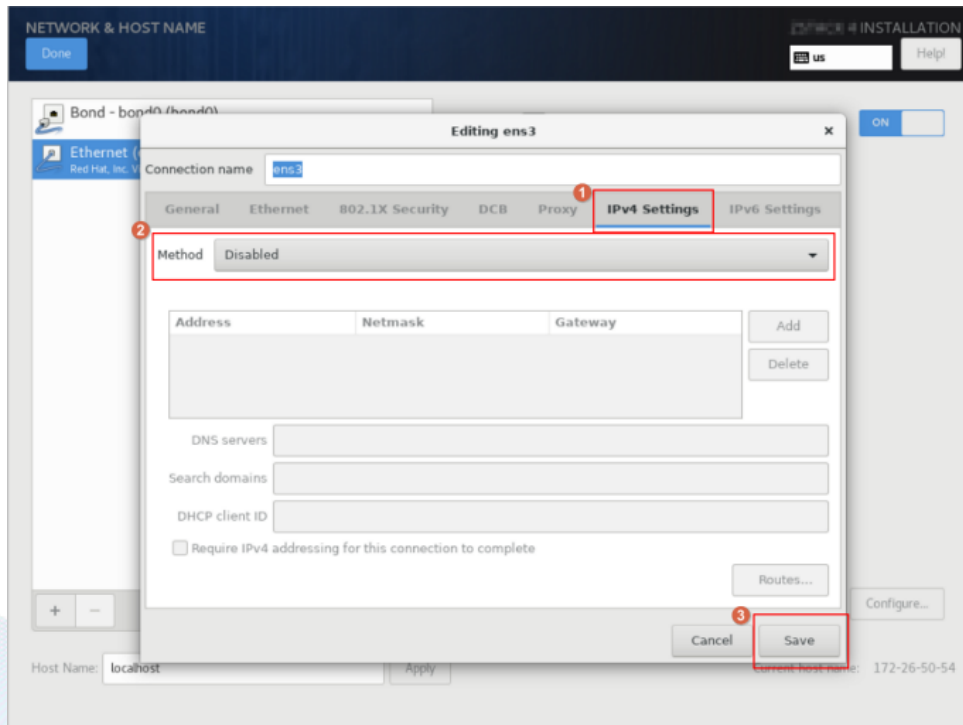 NETWORK & HOST NAME
INSTALLATION
Done
us
Help!
Bond - bond0 (bond0)
Editing ens3
ON
Ethernet (
Red Hat, Inc. V
Connection name ens3
1
General Ethernet 802.1X Security DCB Proxy IPv4 Settings IPv6 Settings
2
Method Disabled
Address Netmask Gateway
Add
Delete
DNS servers
Search domains
DHCP client ID
Require IPv4 addressing for this connection to complete
Routes...
+ − Configure...
3
Cancel Save
Host Name: localhost Apply Current host name: 172-26-50-54